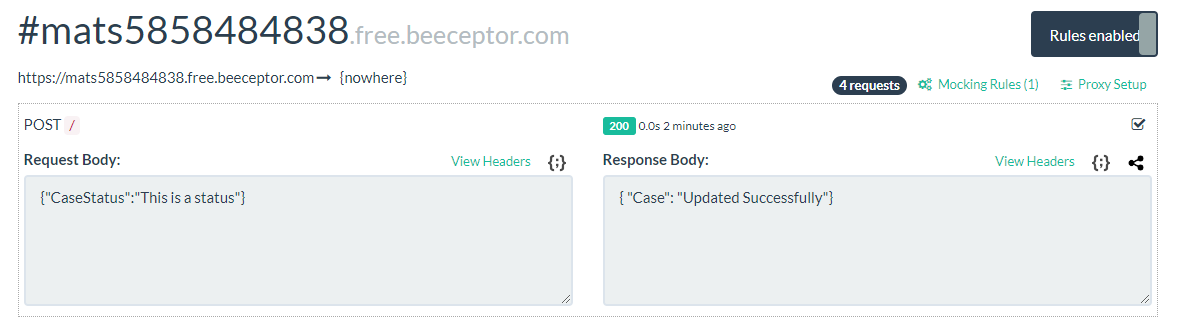 #mats5858484838.free.beeceptor.com
Rules enabled
https://mats5858484838.free.beeceptor.com → {nowhere}
4 requests Mocking Rules (1) Proxy Setup
POST / 200 0.0s 2 minutes ago
Request Body: View Headers {;} Response Body: View Headers {;}
{"CaseStatus":"This is a status"} { "Case": "Updated Successfully"}